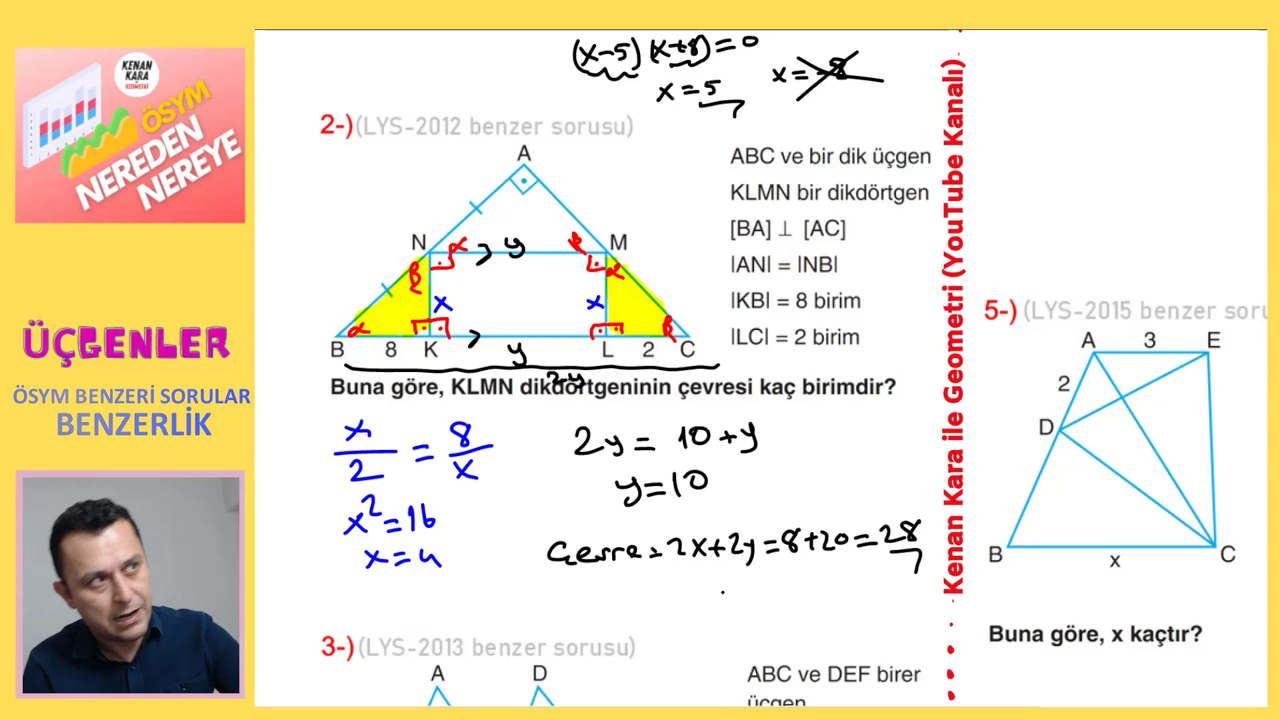 KENAN
KARA
ÖSYM
NEREDEN
NEREYE
ÜÇGENLER
ÖSYM BENZERİ SORULAR
BENZERLİK
(x-5)(x+8)=0
x=5
x=-8
2-) (LYS-2012 benzer sorusu)
A
N α y β M
β α
x x
α β
B 8 K y L 2 C
2y
ABC ve bir dik üçgen
KLMN bir dikdörtgen
[BA] ⊥ [AC]
|AN| = |NB|
|KB| = 8 birim
|LC| = 2 birim
Buna göre, KLMN dikdörtgeninin çevresi kaç birimdir?
x/2 = 8/x
x²=16
x=4
2y = 10+y
y=10
Çevre=2x+2y=8+20=28
3-) (LYS-2013 benzer sorusu)
A D
ABC ve DEF birer
üçgen
Kenan Kara ile Geometri (YouTube Kanalı)
5-) (LYS-2015 benzer soru
A 3 E
2
D
B x C
Buna göre, x kaçtır?